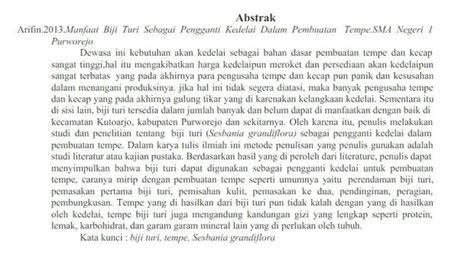 Abstrak
Arifin.2013.Manfaat Biji Turi Sebagai Pengganti Kedelai Dalam Pembuatan Tempe.SMA Negeri 1
Purworejo
Dewasa ini kebutuhan akan kedelai sebagai bahan dasar pembuatan tempe dan kecap
sangat tinggi,hal itu mengakibatkan harga kedelaipun meroket dan persediaan akan kedelaipun
sangat terbatas yang pada akhirnya para pengusaha tempe dan kecap pun panik dan kesusahan
dalam menangani produksinya. jika hal ini tidak segera diatasi, maka banyak pengusaha tempe
dan kecap yang pada akhirnya gulung tikar yang di karenakan kelangkaan kedelai. Sementara itu
di sisi lain, biji turi tersedia dalam jumlah banyak dan belum dapat di manfaatkan dengan baik di
kecamatan Kutoarjo, kabupaten Purworejo dan sekitarnya. Oleh karena itu, penulis melakukan
studi dan penelitian tentang biji turi (Sesbania grandiflora) sebagai pengganti kedelai dalam
pembuatan tempe. Dalam karya tulis ilmiah ini metode penulisan yang penulis gunakan adalah
studi literatur atau kajian pustaka. Berdasarkan hasil yang di peroleh dari literature, penulis dapat
menyimpulkan bahwa biji turi dapat digunakan sebagai pengganti kedelai untuk pembuatan
tempe, caranya mirip dengan pembuatan tempe seperti umumnya yaitu perendaman biji turi,
pemasakan pertama biji turi, pemisahan kulit, pemasakan ke dua, pendinginan, peragian,
pembungkusan. Tempe yang di hasilkan dari biji turi pun tidak kalah dengan yang di hasilkan
oleh kedelai, tempe biji turi juga mengandung kandungan gizi yang lengkap seperti protein,
lemak, karbohidrat, dan garam garam mineral lain yang di perlukan oleh tubuh.
Kata kunci : biji turi, tempe, Sesbania grandiflora